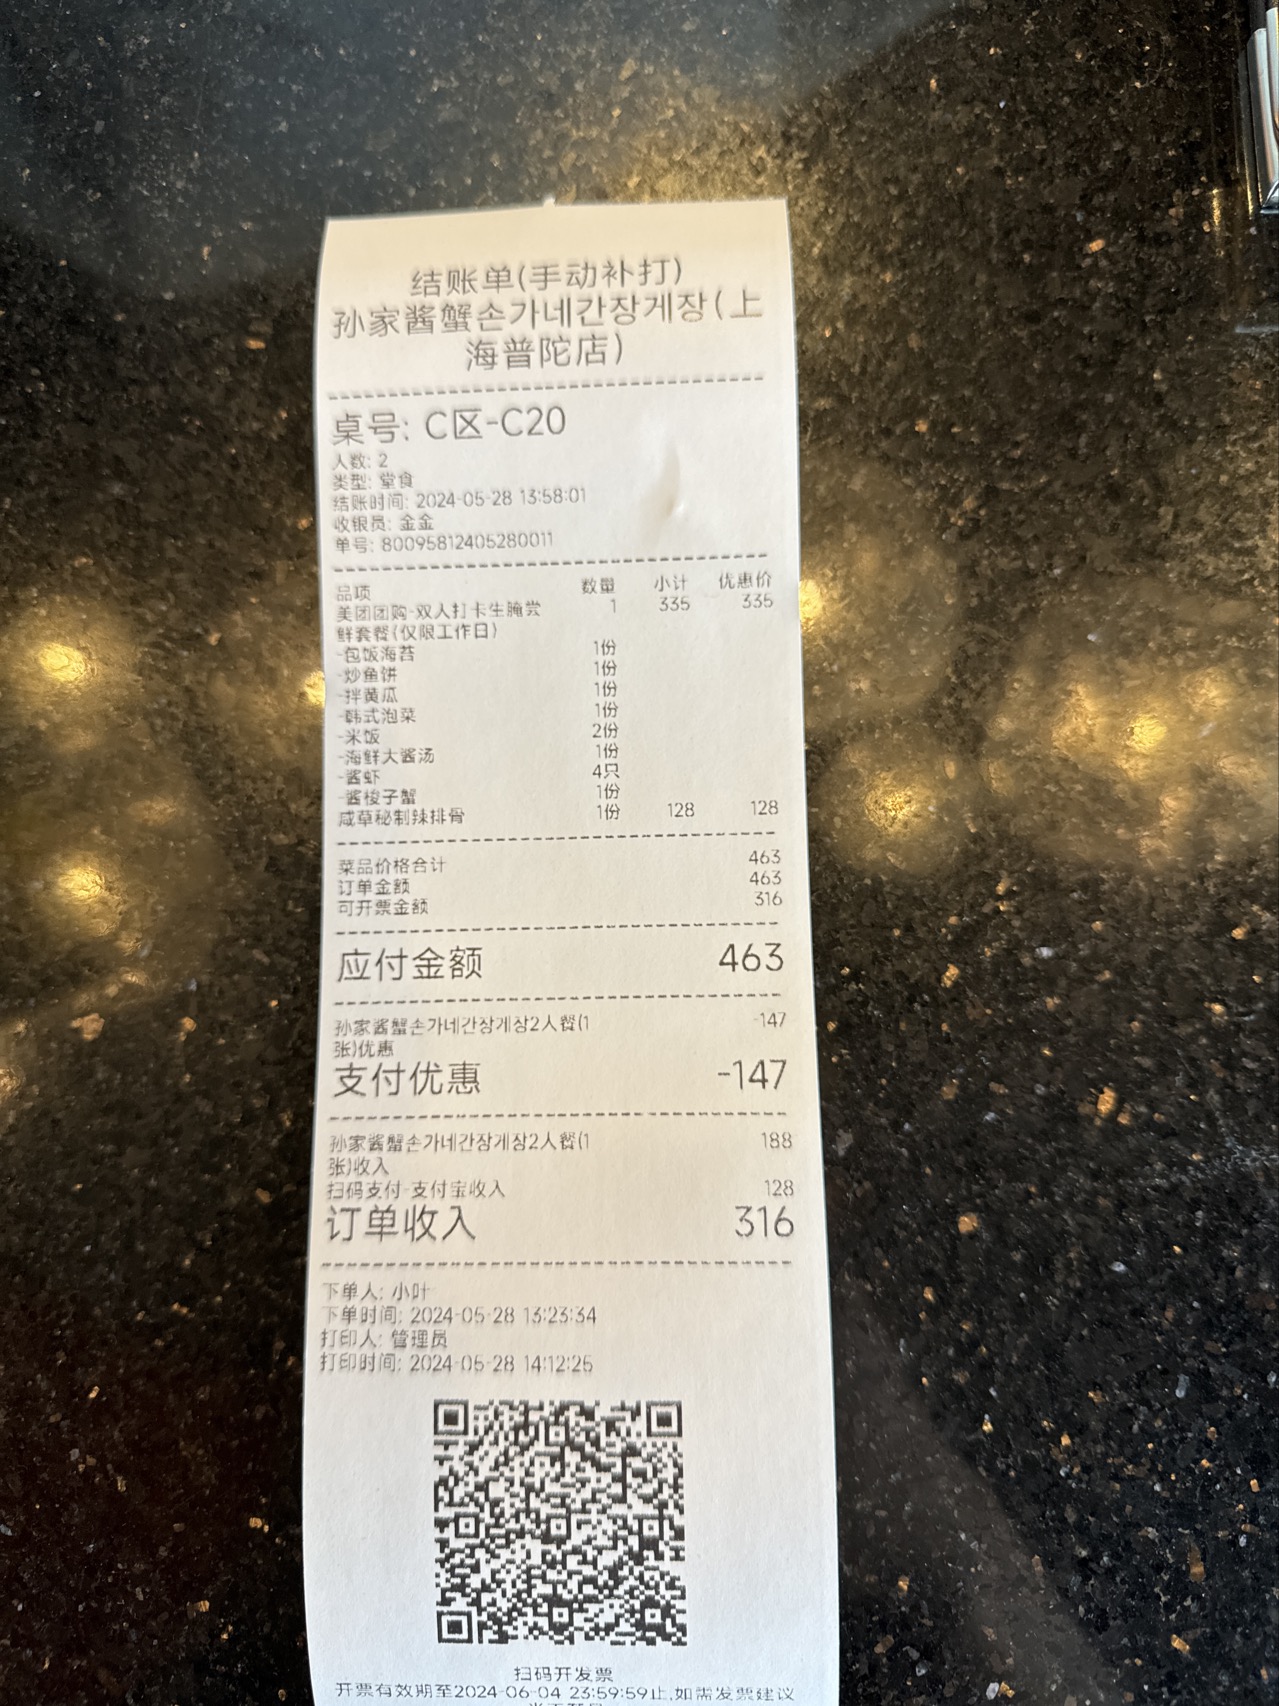 结账单(手动补打)
孙家酱蟹손가네간장게장(上
海普陀店)
桌号: C区-C20
人数: 2
类型: 堂食
结账时间: 2024-05-28 13:58:01
收银员: 金金
单号: 80095812405280011
品项 数量 小计 优惠价
美团团购-双人打卡生腌尝 1 335 335
鲜套餐(仅限工作日)
-包饭海苔 1份
-炒鱼饼 1份
-拌黄瓜 1份
-韩式泡菜 1份
-米饭 2份
-海鲜大酱汤 1份
-酱虾 4只
-酱梭子蟹 1份
咸草秘制辣排骨 1份 128 128
菜品价格合计 463
订单金额 463
可开票金额 316
应付金额 463
孙家酱蟹손가네간장게장2人餐(1 -147
张)优惠
支付优惠 -147
孙家酱蟹손가네간장게장2人餐(1 188
张)收入
扫码支付-支付宝收入 128
订单收入 316
下单人: 小叶
下单时间: 2024-05-28 13:23:34
打印人: 管理员
打印时间: 2024-05-28 14:12:25
扫码开发票
开票有效期至2024-06-04 23:59:59止,如需发票建议